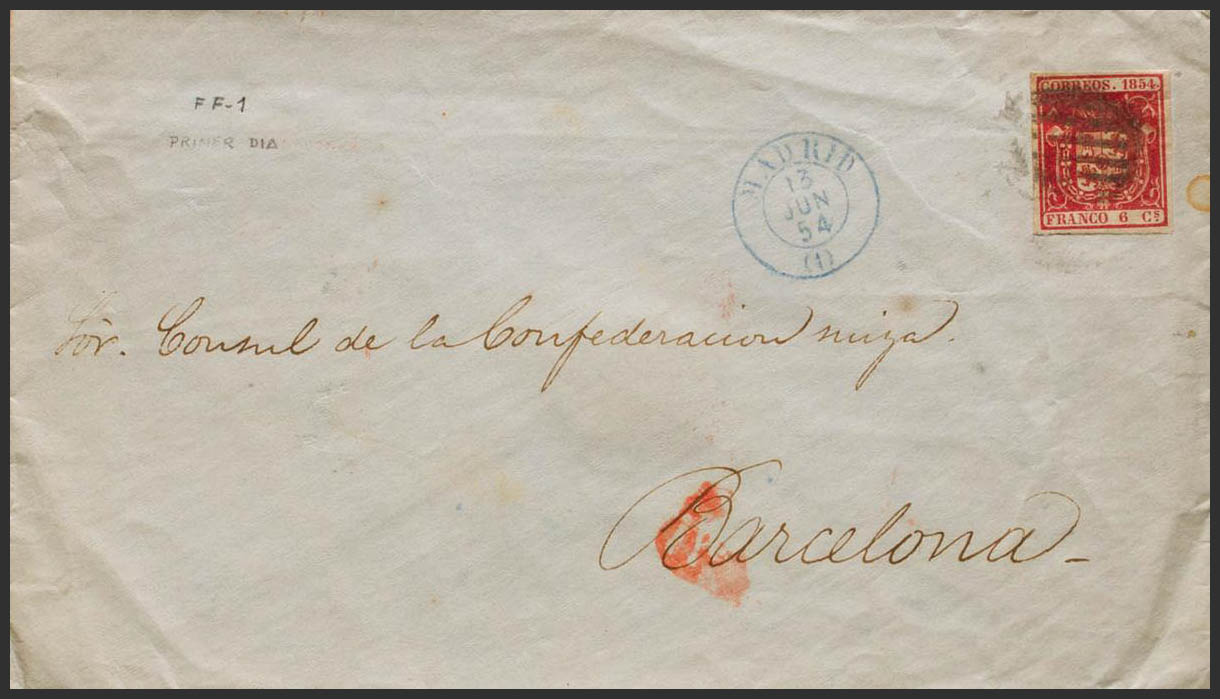 FF-1
PRIMER DIA
CORREOS. 1854.
FRANCO 6 Cs
MADRID
13
JUN
54
(1)
Sōr. Consul de la Confederacion suiza.
Barcelona